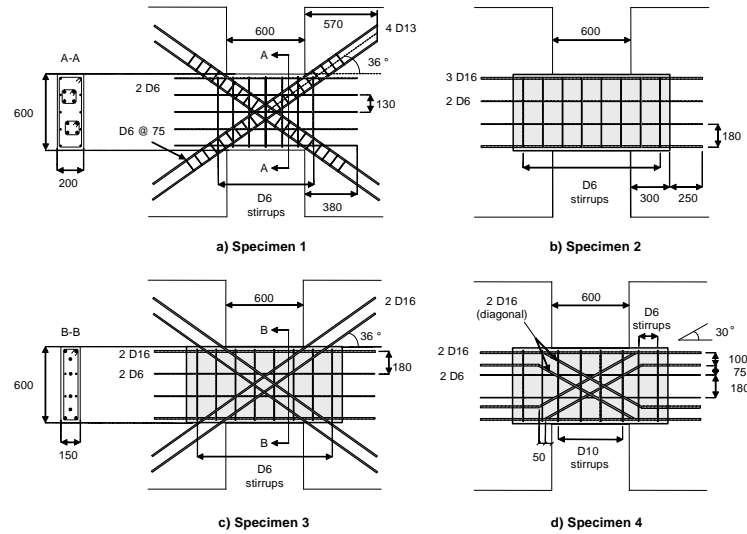 600
570
4 D13
A-A
A
36 °
2 D6
130
600
D6 @ 75
A
200
D6
stirrups
380
a) Specimen 1
600
3 D16
2 D6
180
D6
stirrups
300
250
b) Specimen 2
600
2 D16
B-B
B
36 °
2 D16
180
2 D6
600
B
150
D6
stirrups
c) Specimen 3
600
2 D16
(diagonal)
D6
stirrups
30 °
2 D16
100
75
2 D6
180
50
D10
stirrups
d) Specimen 4